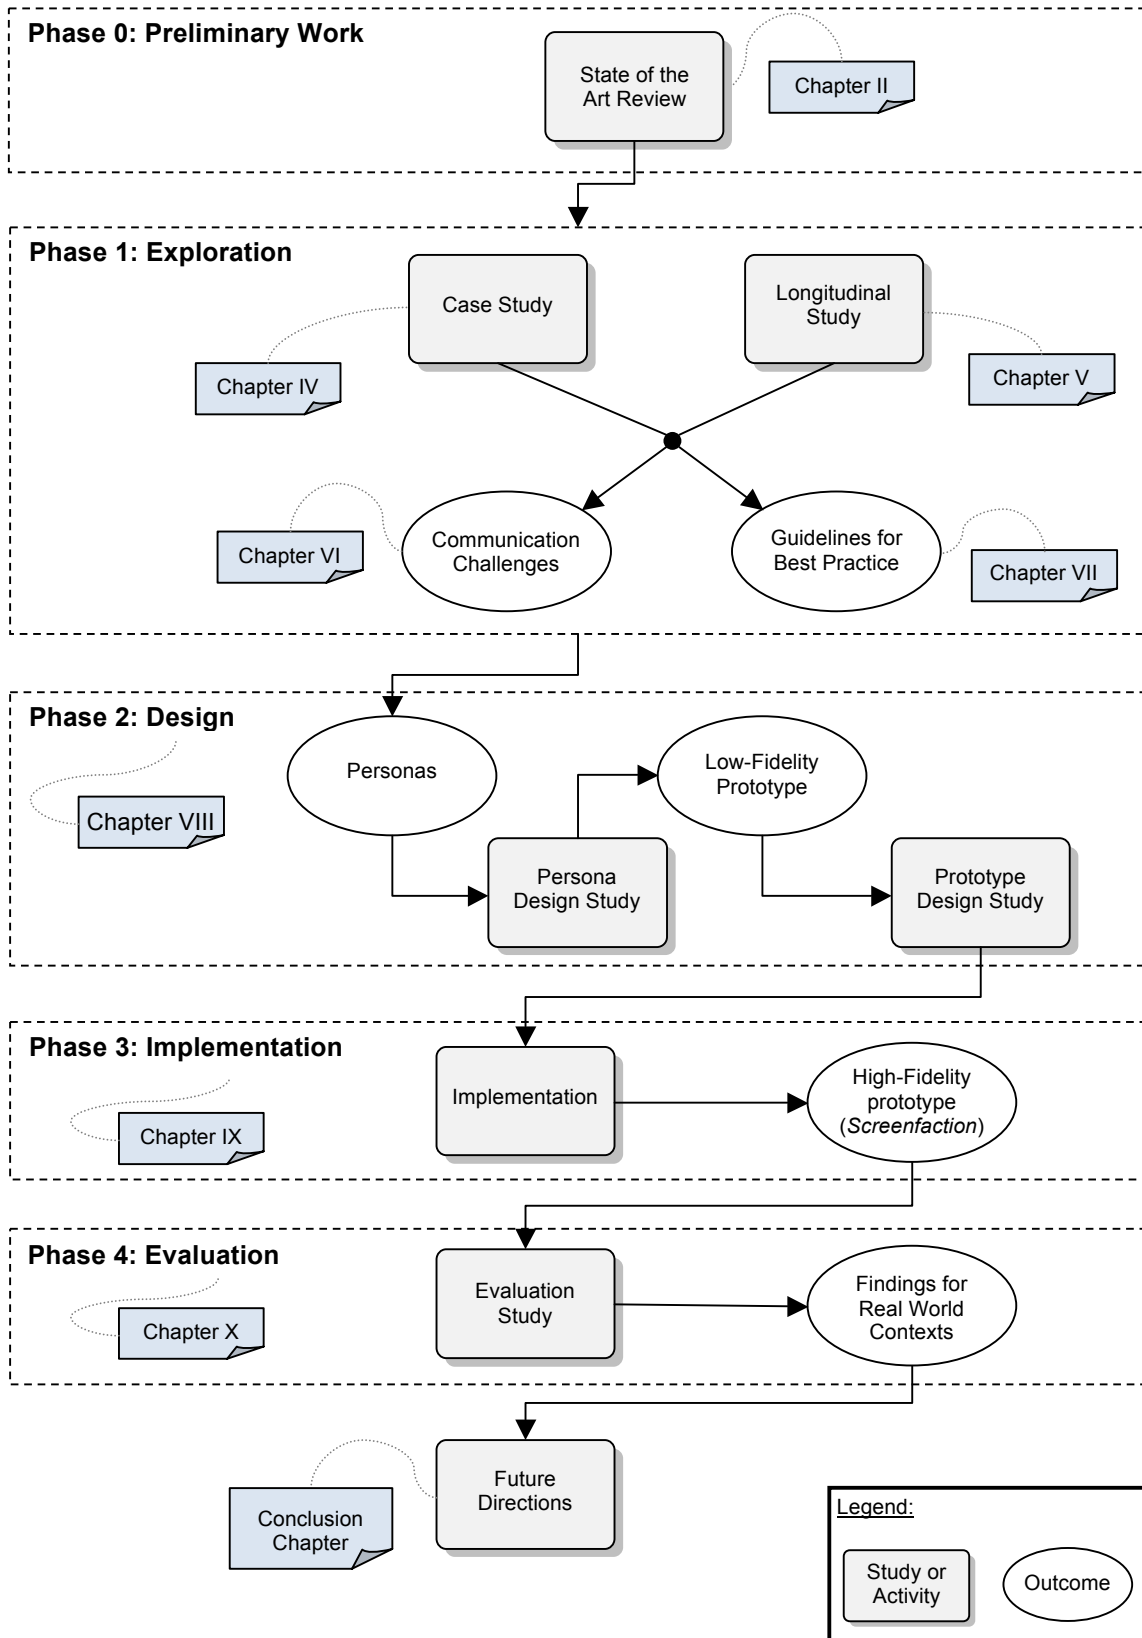 Phase 0: Preliminary Work
State of the
Art Review
Chapter II
Phase 1: Exploration
Case Study
Longitudinal
Study
Chapter IV
Chapter V
Communication
Challenges
Guidelines for
Best Practice
Chapter VI
Chapter VII
Phase 2: Design
Personas
Low-Fidelity
Prototype
Chapter VIII
Persona
Design Study
Prototype
Design Study
Phase 3: Implementation
Implementation
High-Fidelity
prototype
(Screenfaction)
Chapter IX
Phase 4: Evaluation
Evaluation
Study
Findings for
Real World
Contexts
Chapter X
Future
Directions
Conclusion
Chapter
Legend:
Study or
Activity
Outcome